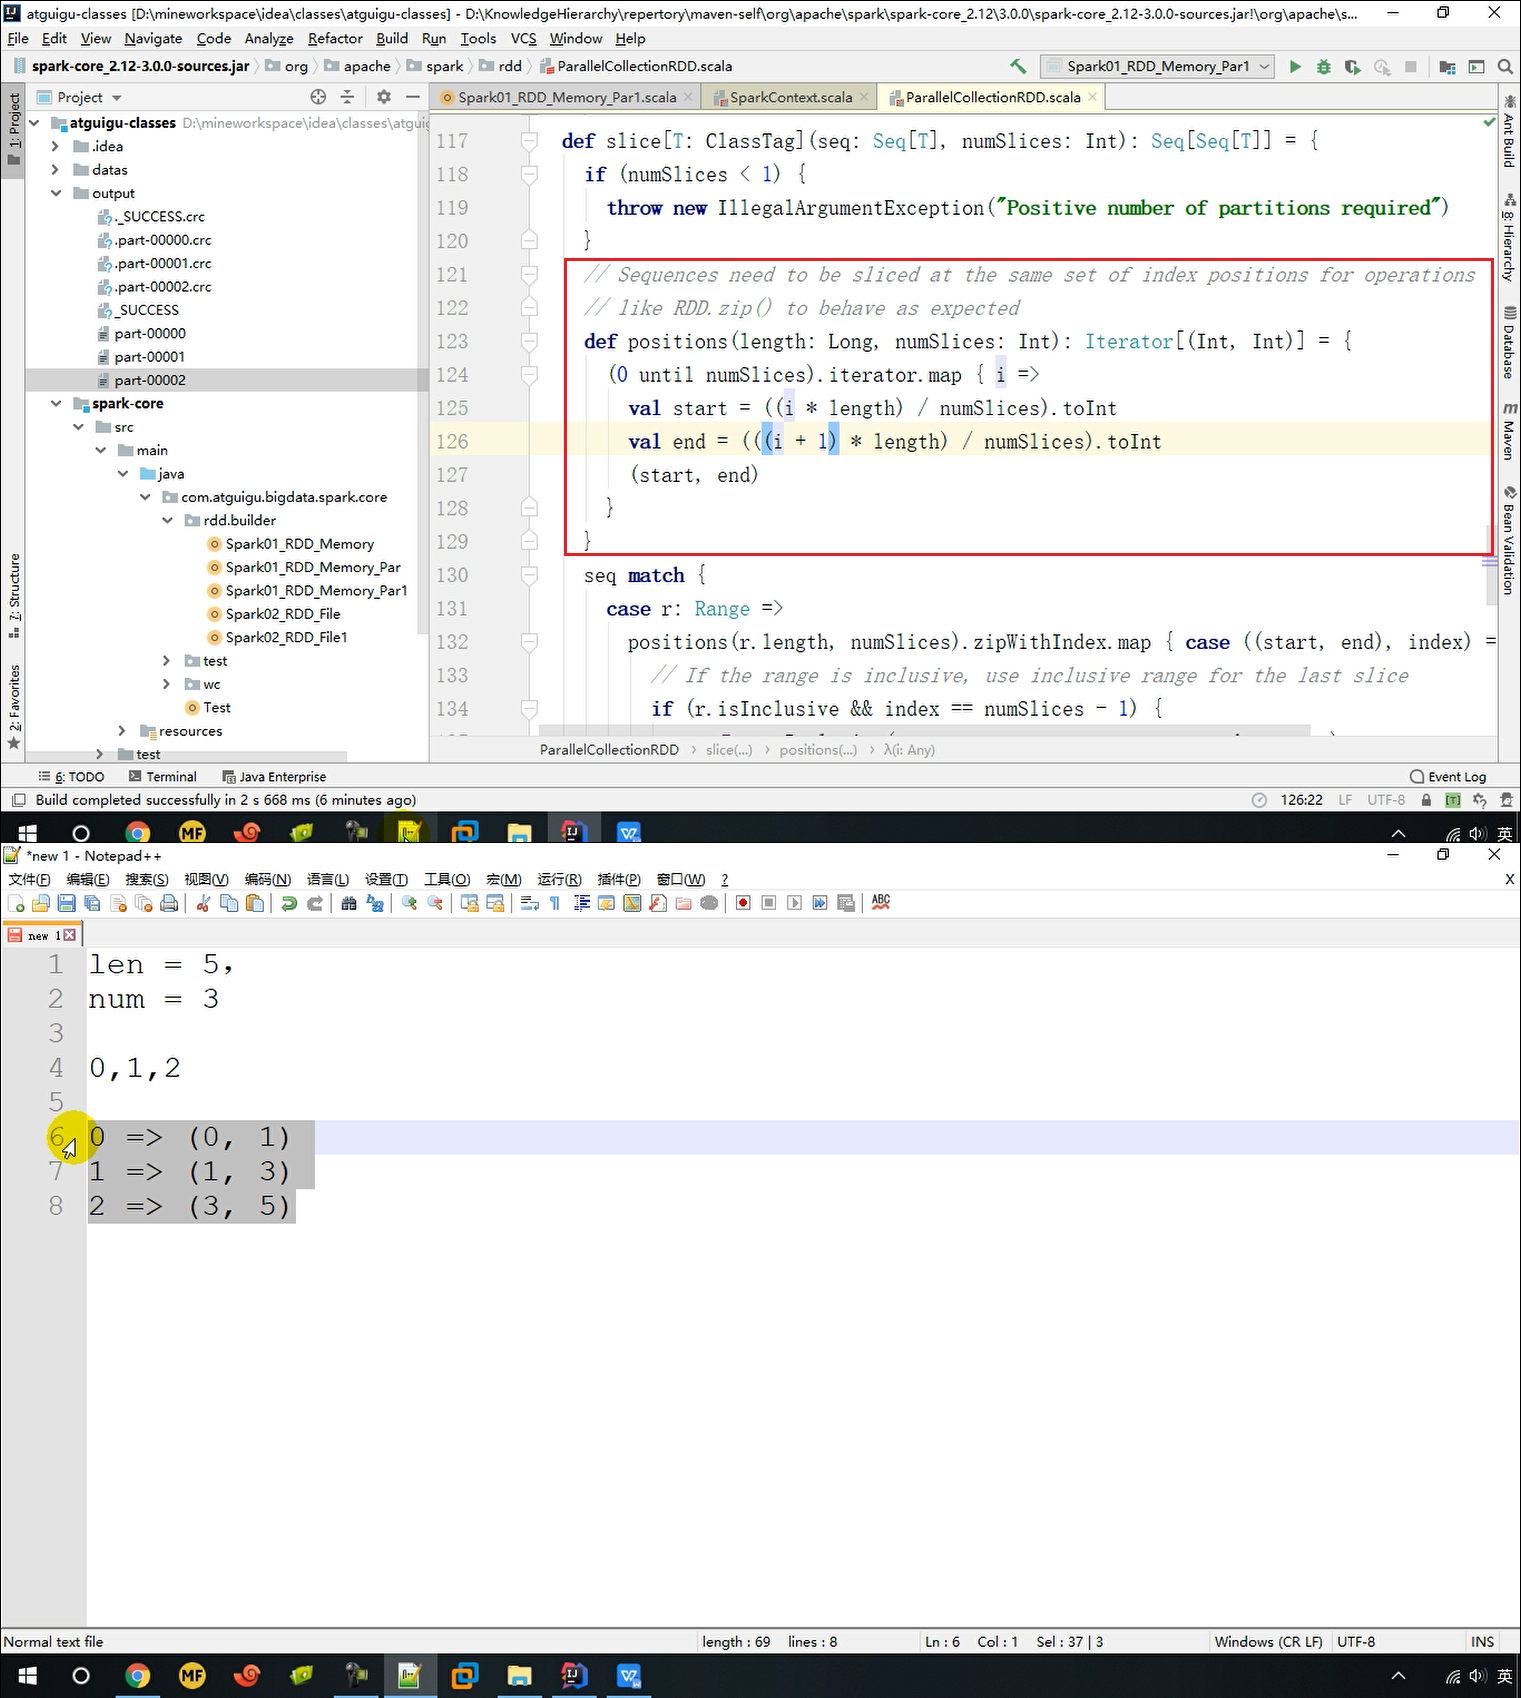 atguigu-classes [D:\mineworkspace\idea\classes\atguigu-classes] - D:\KnowledgeHierarchy\repertory\maven-self\org\apache\spark\spark-core_2.12\3.0.0\spark-core_2.12-3.0.0-sources.jar!\org\apache\s...
File Edit View Navigate Code Analyze Refactor Build Run Tools VCS Window Help
spark-core_2.12-3.0.0-sources.jar org apache spark rdd ParallelCollectionRDD.scala Spark01_RDD_Memory_Par1
Project Spark01_RDD_Memory_Par1.scala SparkContext.scala ParallelCollectionRDD.scala
1: Project
7: Structure
2: Favorites
atguigu-classes D:\mineworkspace\idea\classes\atguig
.idea
datas
output
._SUCCESS.crc
.part-00000.crc
.part-00001.crc
.part-00002.crc
_SUCCESS
part-00000
part-00001
part-00002
spark-core
src
main
java
com.atguigu.bigdata.spark.core
rdd.builder
Spark01_RDD_Memory
Spark01_RDD_Memory_Par
Spark01_RDD_Memory_Par1
Spark02_RDD_File
Spark02_RDD_File1
test
wc
Test
resources
test
117 def slice[T: ClassTag](seq: Seq[T], numSlices: Int): Seq[Seq[T]] = {
118 if (numSlices < 1) {
119 throw new IllegalArgumentException("Positive number of partitions required")
120 }
121 // Sequences need to be sliced at the same set of index positions for operations
122 // like RDD.zip() to behave as expected
123 def positions(length: Long, numSlices: Int): Iterator[(Int, Int)] = {
124 (0 until numSlices).iterator.map { i =>
125 val start = ((i * length) / numSlices).toInt
126 val end = (((i + 1) * length) / numSlices).toInt
127 (start, end)
128 }
129 }
130 seq match {
131 case r: Range =>
132 positions(r.length, numSlices).zipWithIndex.map { case ((start, end), index) =
133 // If the range is inclusive, use inclusive range for the last slice
134 if (r.isInclusive && index == numSlices - 1) {
ParallelCollectionRDD slice(...) positions(...) λ(i: Any)
Ant Build
8: Hierarchy
Database
Maven
Bean Validation
6: TODO Terminal Java Enterprise Event Log
Build completed successfully in 2 s 668 ms (6 minutes ago) 126:22 LF UTF-8 [T]
MF 英
*new 1 - Notepad++
文件(F) 编辑(E) 搜索(S) 视图(V) 编码(N) 语言(L) 设置(T) 工具(O) 宏(M) 运行(R) 插件(P) 窗口(W) ? X
ABC
new 1
1 len = 5,
2 num = 3
3
4 0,1,2
5
6 0 => (0, 1)
7 1 => (1, 3)
8 2 => (3, 5)
Normal text file length : 69 lines : 8 Ln : 6 Col : 1 Sel : 37 | 3 Windows (CR LF) UTF-8 INS
MF 英